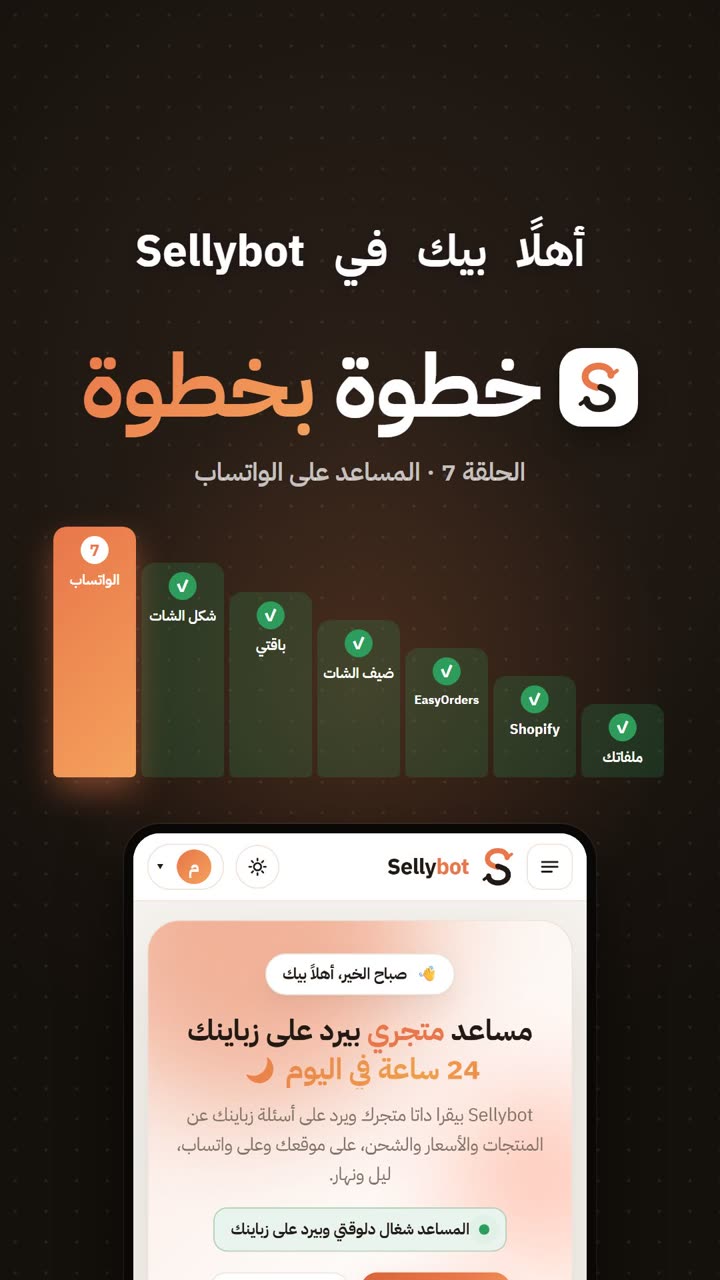 أهلًا بيك في Sellybot
خطوة بخطوة
الحلقة 7 · المساعد على الواتساب
7
الواتساب
شكل الشات
باقتي
ضيف الشات
EasyOrders
Shopify
ملفاتك
Sellybot
م
صباح الخير، أهلاً بيك 👋
مساعد متجري بيرد على زباينك
24 ساعة في اليوم 🌙
Sellybot بيقرا داتا متجرك ويرد على أسئلة زباينك عن
المنتجات والأسعار والشحن، على موقعك وعلى واتساب،
ليل ونهار.
المساعد شغال دلوقتي وبيرد على زباينك